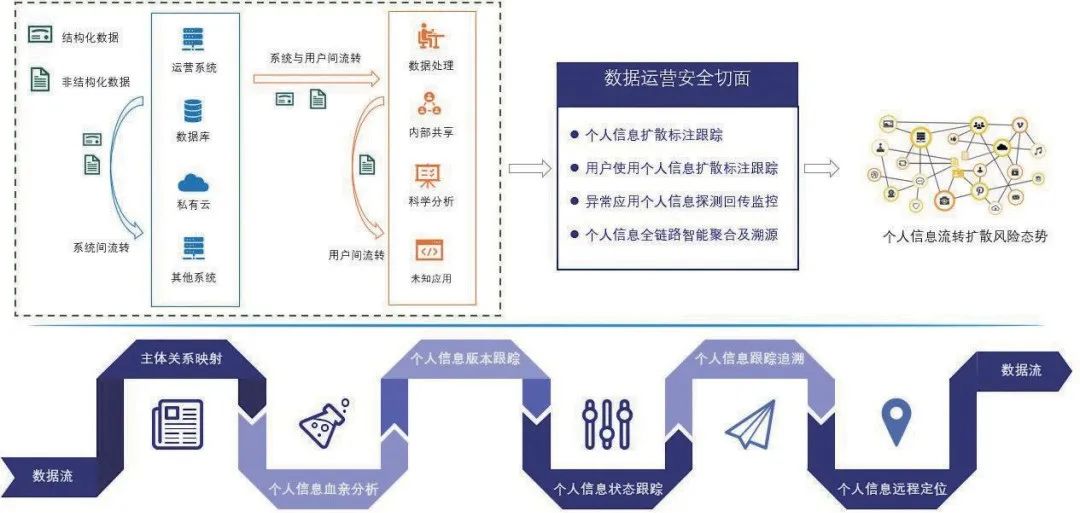 结构化数据
非结构化数据
系统间流转
运营系统
数据库
私有云
其他系统
系统与用户间流转
用户间流转
数据处理
内部共享
科学分析
未知应用
数据运营安全切面
个人信息扩散标注跟踪
用户使用个人信息扩散标注跟踪
异常应用个人信息探测回传监控
个人信息全链路智能聚合及溯源
个人信息流转扩散风险态势
数据流
主体关系映射
个人信息血亲分析
个人信息版本跟踪
个人信息状态跟踪
个人信息跟踪追溯
个人信息远程定位
数据流